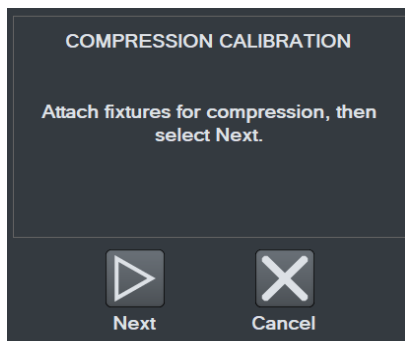 COMPRESSION CALIBRATION
Attach fixtures for compression, then
select Next.
Next
Cancel